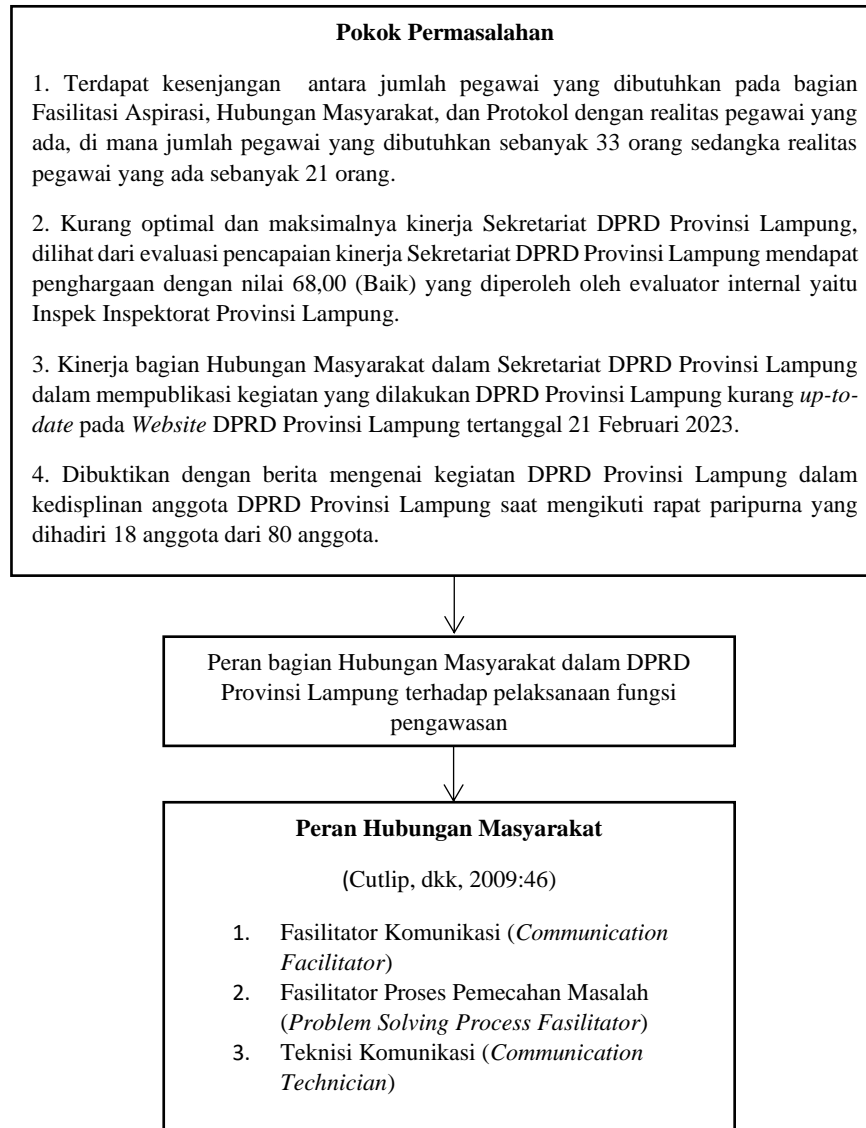 Pokok Permasalahan
1. Terdapat kesenjangan antara jumlah pegawai yang dibutuhkan pada bagian
Fasilitasi Aspirasi, Hubungan Masyarakat, dan Protokol dengan realitas pegawai yang
ada, di mana jumlah pegawai yang dibutuhkan sebanyak 33 orang sedangka realitas
pegawai yang ada sebanyak 21 orang.
2. Kurang optimal dan maksimalnya kinerja Sekretariat DPRD Provinsi Lampung,
dilihat dari evaluasi pencapaian kinerja Sekretariat DPRD Provinsi Lampung mendapat
penghargaan dengan nilai 68,00 (Baik) yang diperoleh oleh evaluator internal yaitu
Inspek Inspektorat Provinsi Lampung.
3. Kinerja bagian Hubungan Masyarakat dalam Sekretariat DPRD Provinsi Lampung
dalam mempublikasi kegiatan yang dilakukan DPRD Provinsi Lampung kurang up-to-
date pada Website DPRD Provinsi Lampung tertanggal 21 Februari 2023.
4. Dibuktikan dengan berita mengenai kegiatan DPRD Provinsi Lampung dalam
kedisplinan anggota DPRD Provinsi Lampung saat mengikuti rapat paripurna yang
dihadiri 18 anggota dari 80 anggota.
Peran bagian Hubungan Masyarakat dalam DPRD
Provinsi Lampung terhadap pelaksanaan fungsi
pengawasan
Peran Hubungan Masyarakat
(Cutlip, dkk, 2009:46)
1. Fasilitator Komunikasi (Communication
Facilitator)
2. Fasilitator Proses Pemecahan Masalah
(Problem Solving Process Fasilitator)
3. Teknisi Komunikasi (Communication
Technician)